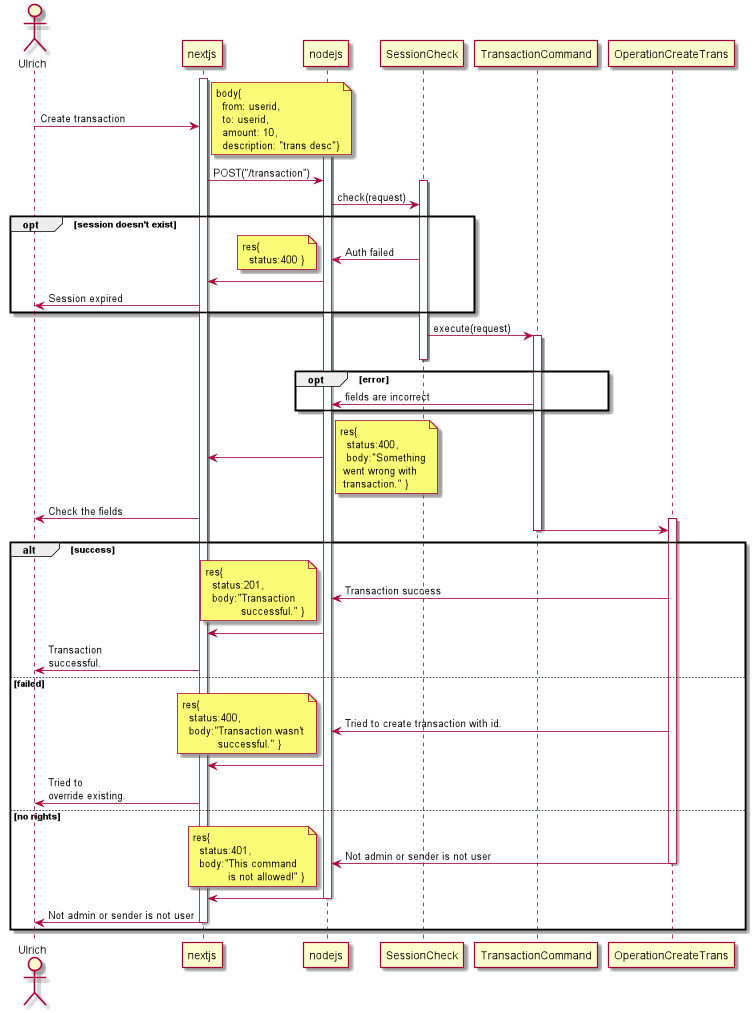 Ulrich
nextjs
nodejs
SessionCheck
TransactionCommand
OperationCreateTrans
body{
from: userid,
to: userid,
amount: 10,
description: "trans desc"}
Create transaction
POST("/transaction")
check(request)
opt
[session doesn't exist]
res{
status:400 }
Auth failed
Session expired
execute(request)
opt
[error]
fields are incorrect
res{
status:400,
body:"Something
went wrong with
transaction." }
Check the fields
alt
[success]
res{
status:201,
body:"Transaction
successful." }
Transaction success
Transaction
successful.
[failed]
res{
status:400,
body:"Transaction wasn't
successful." }
Tried to create transaction with id.
Tried to
override existing.
[no rights]
res{
status:401,
body:"This command
is not allowed!" }
Not admin or sender is not user
Not admin or sender is not user
Ulrich
nextjs
nodejs
SessionCheck
TransactionCommand
OperationCreateTrans